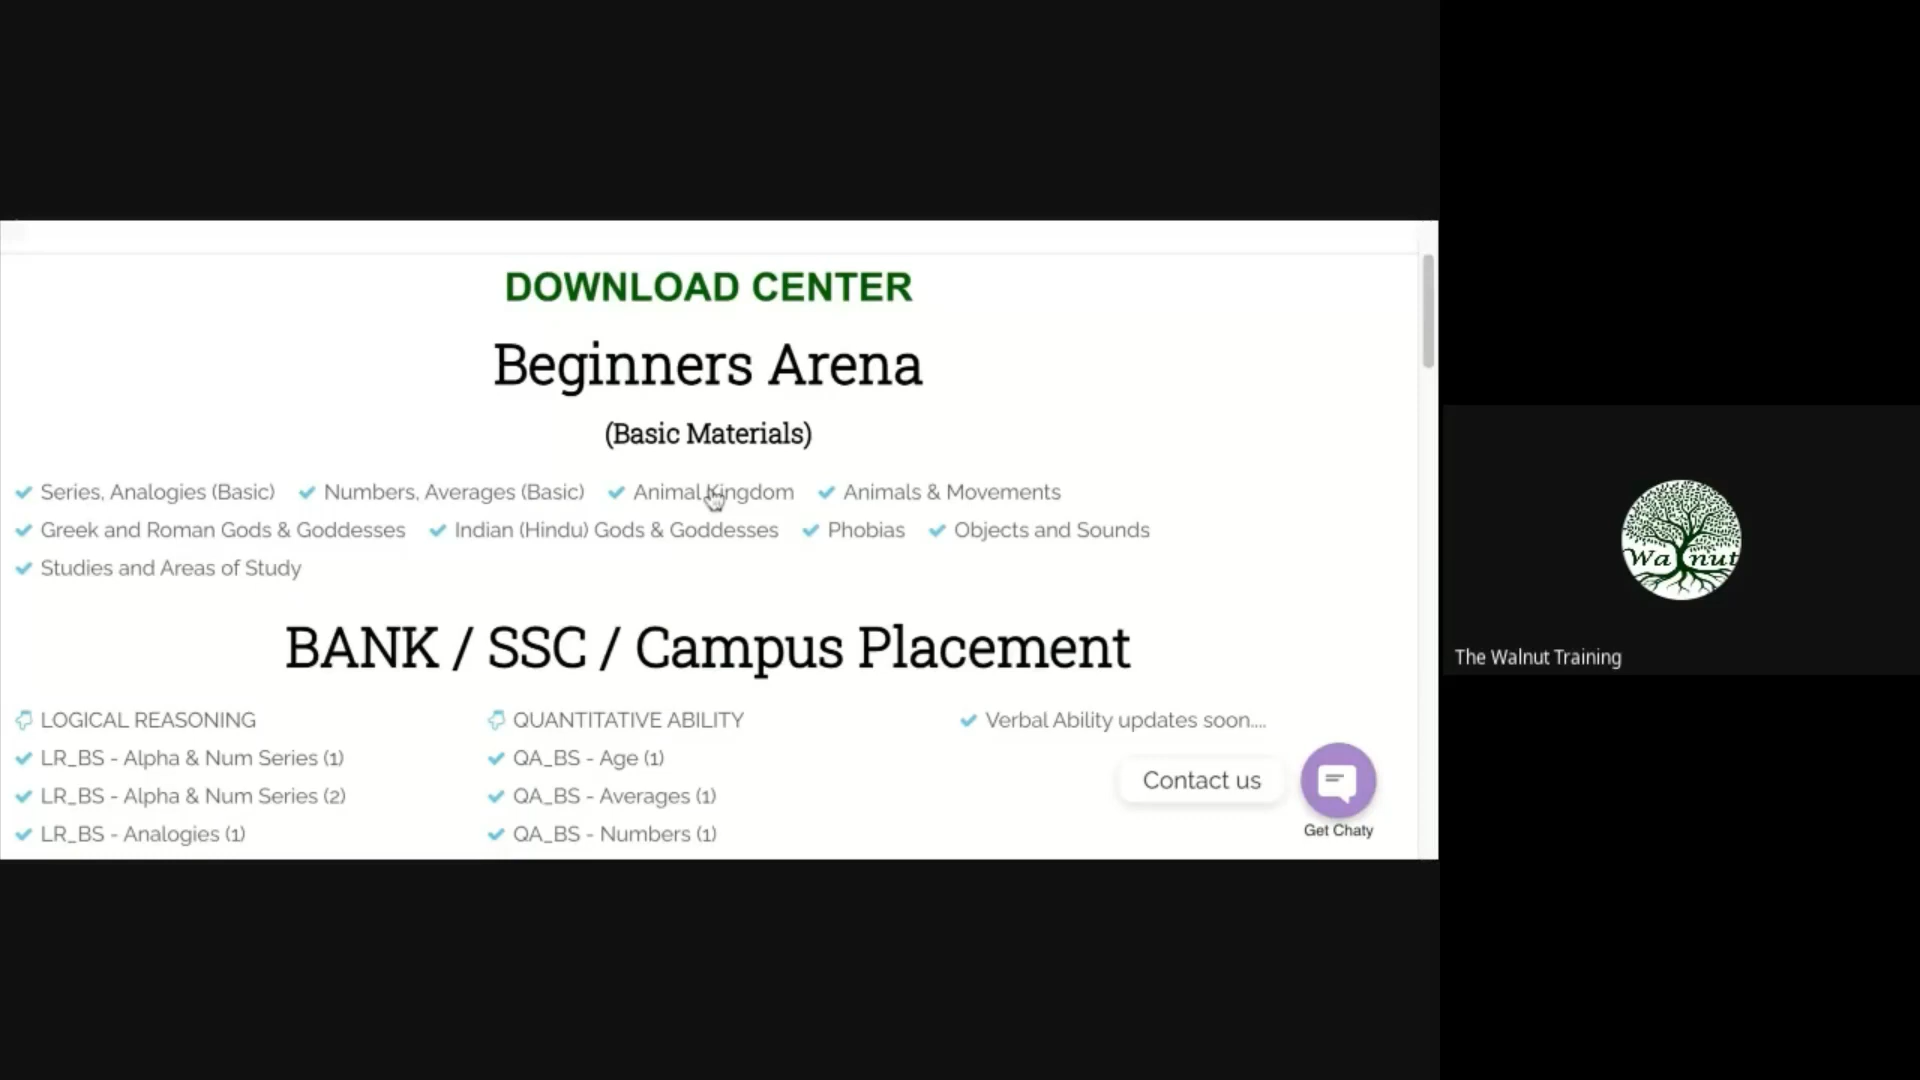 DOWNLOAD CENTER
Beginners Arena
(Basic Materials)
Series, Analogies (Basic) Numbers, Averages (Basic) Animal Kingdom Animals & Movements
Greek and Roman Gods & Goddesses Indian (Hindu) Gods & Goddesses Phobias Objects and Sounds
Studies and Areas of Study
BANK / SSC / Campus Placement
LOGICAL REASONING QUANTITATIVE ABILITY Verbal Ability updates soon....
LR_BS - Alpha & Num Series (1) QA_BS - Age (1)
LR_BS - Alpha & Num Series (2) QA_BS - Averages (1)
LR_BS - Analogies (1) QA_BS - Numbers (1)
Contact us
Get Chaty
Walnut
The Walnut Training